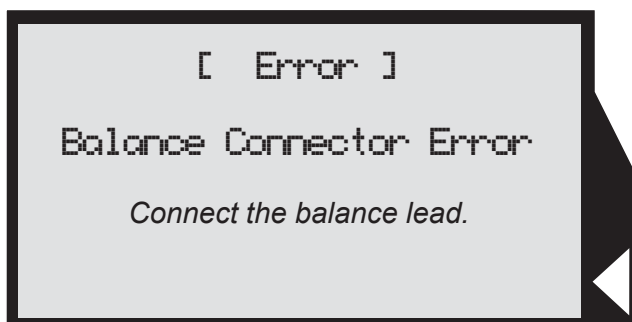 [ Error ]
Balance Connector Error
Connect the balance lead.